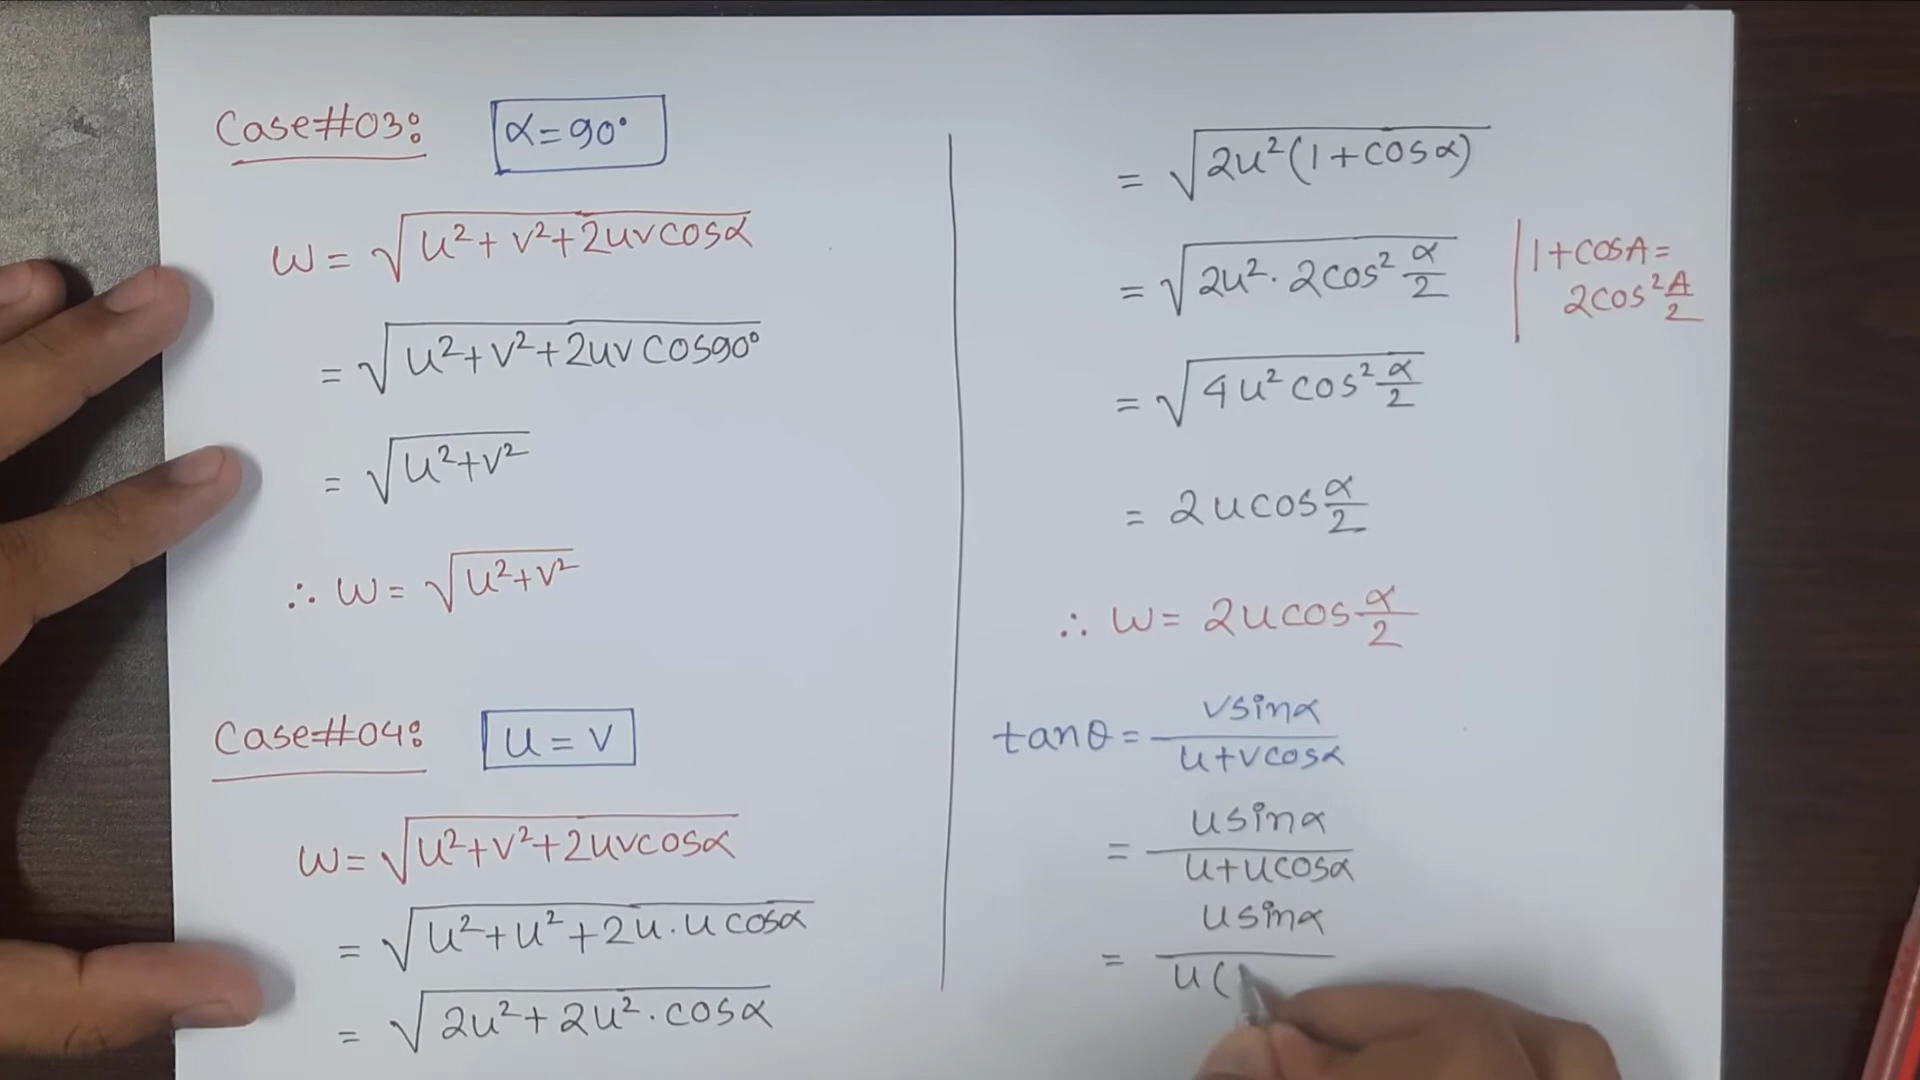 Case#03: α=90°
w = √(u²+v²+2uvcosα)
= √(u²+v²+2uv cos90°)
= √(u²+v²)
∴ w = √(u²+v²)
Case#04: u = v
w = √(u²+v²+2uvcosα)
= √(u²+u²+2u.u cosα)
= √(2u²+2u².cosα)
= √(2u²(1+cosα))
= √(2u².2cos² α/2)
1+cosA=
2cos² A/2
= √(4u² cos² α/2)
= 2ucos α/2
∴ w = 2ucos α/2
tanθ = vsinα/u+vcosα
= usinα/u+ucosα
= usinα/u(